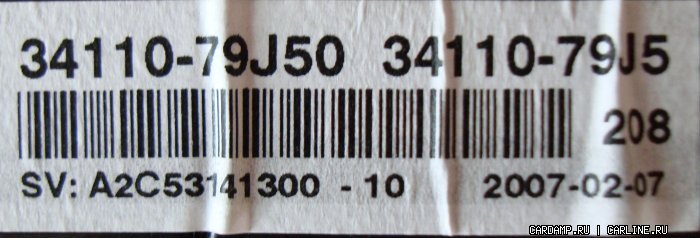 34110-79J50 34110-79J5
208
SV: A2C53141300 - 10 2007-02-07
CARDAMP.RU | CARLINE.RU